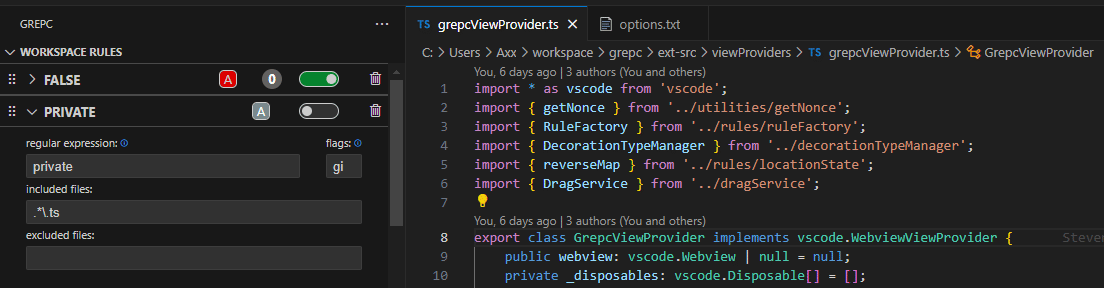 GREPC
WORKSPACE RULES
FALSE A 0
PRIVATE A
regular expression: flags:
private gi
included files:
.*\.ts
excluded files:
TS grepcViewProvider.ts options.txt
C: > Users > Axx > workspace > grepc > ext-src > viewProviders > TS grepcViewProvider.ts > GrepcViewProvider
You, 6 days ago | 3 authors (You and others)
1 import * as vscode from 'vscode';
2 import { getNonce } from '../utilities/getNonce';
3 import { RuleFactory } from '../rules/ruleFactory';
4 import { DecorationTypeManager } from '../decorationTypeManager';
5 import { reverseMap } from '../rules/locationState';
6 import { DragService } from '../dragService';
7
You, 6 days ago | 3 authors (You and others)
8 export class GrepcViewProvider implements vscode.WebviewViewProvider { Steven
9 public webview: vscode.Webview | null = null;
10 private _disposables: vscode.Disposable[] = [];